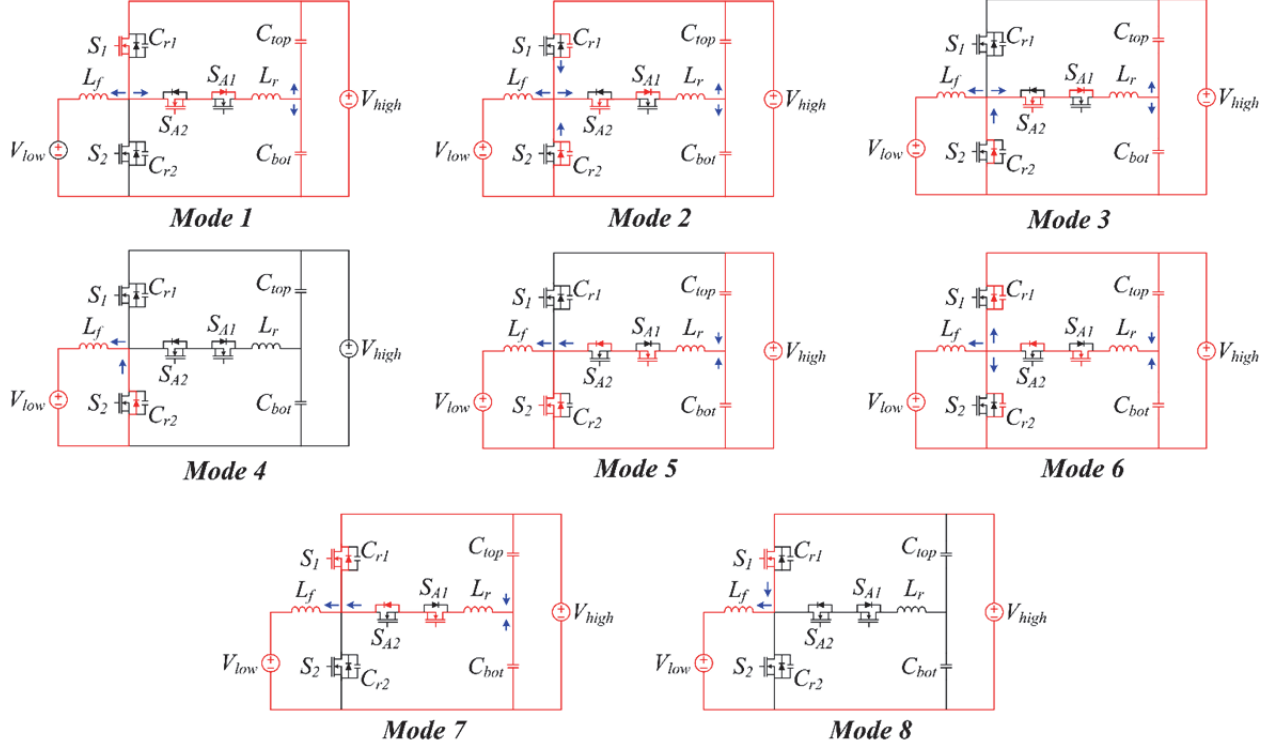 S1 Cr1 Ctop
Lf SA1 Lr
Vhigh
SA2
Vlow S2 Cr2 Cbot
Mode 1
S1 Cr1 Ctop
Lf SA1 Lr
Vhigh
SA2
Vlow S2 Cr2 Cbot
Mode 2
S1 Cr1 Ctop
Lf SA1 Lr
Vhigh
SA2
Vlow S2 Cr2 Cbot
Mode 3
S1 Cr1 Ctop
Lf SA1 Lr
Vhigh
SA2
Vlow S2 Cr2 Cbot
Mode 4
S1 Cr1 Ctop
Lf SA1 Lr
Vhigh
SA2
Vlow S2 Cr2 Cbot
Mode 5
S1 Cr1 Ctop
Lf SA1 Lr
Vhigh
SA2
Vlow S2 Cr2 Cbot
Mode 6
S1 Cr1 Ctop
Lf SA1 Lr
Vhigh
SA2
Vlow S2 Cr2 Cbot
Mode 7
S1 Cr1 Ctop
Lf SA1 Lr
Vhigh
SA2
Vlow S2 Cr2 Cbot
Mode 8